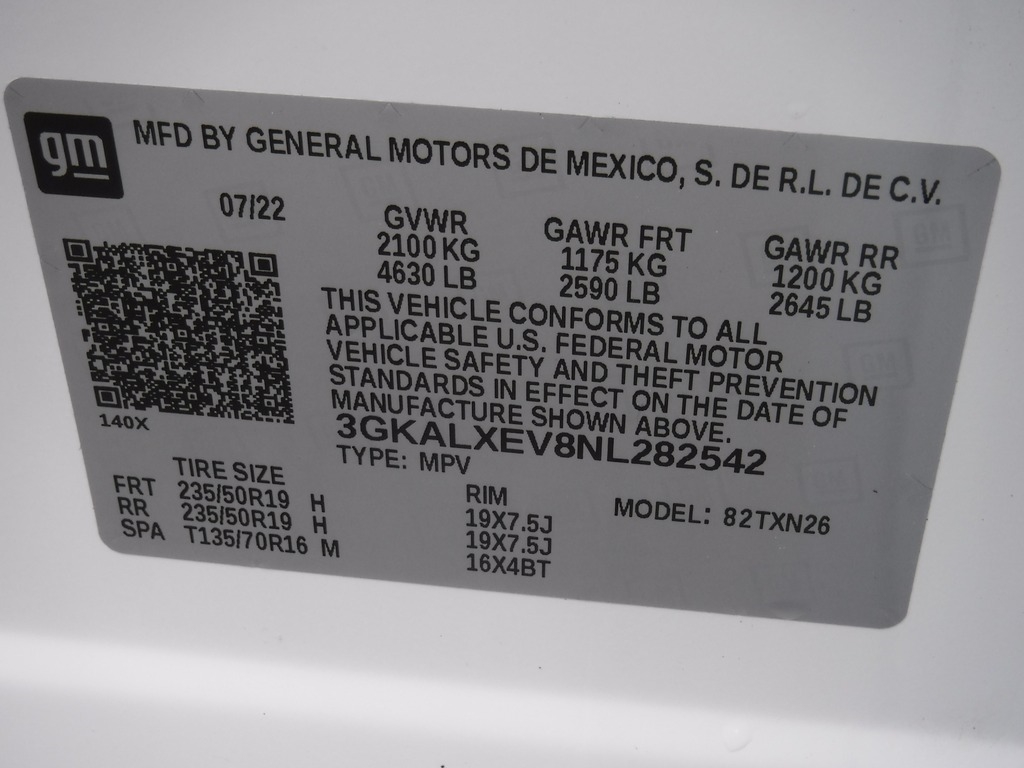 gm
MFD BY GENERAL MOTORS DE MEXICO, S. DE R.L. DE C.V.
07/22
GVWR
2100 KG
4630 LB
GAWR FRT
1175 KG
2590 LB
GAWR RR
1200 KG
2645 LB
THIS VEHICLE CONFORMS TO ALL
APPLICABLE U.S. FEDERAL MOTOR
VEHICLE SAFETY AND THEFT PREVENTION
STANDARDS IN EFFECT ON THE DATE OF
MANUFACTURE SHOWN ABOVE.
140X
3GKALXEV8NL282542
TYPE: MPV
TIRE SIZE
RIM
MODEL: 82TXN26
FRT 235/50R19 H 19X7.5J
RR 235/50R19 H 19X7.5J
SPA T135/70R16 M 16X4BT